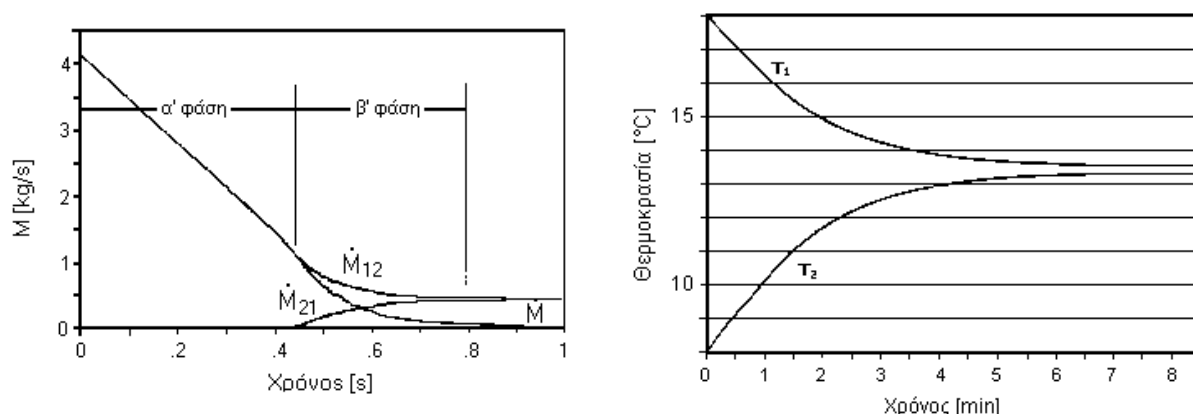 M [kg/s]
4
3
2
1
0
α' φάση
β' φάση
Ṁ12
Ṁ21
Ṁ
0
.2
.4
.6
.8
1
Χρόνος [s]
Θερμοκρασία [°C]
15
10
T1
T2
0
1
2
3
4
5
6
7
8
Χρόνος [min]